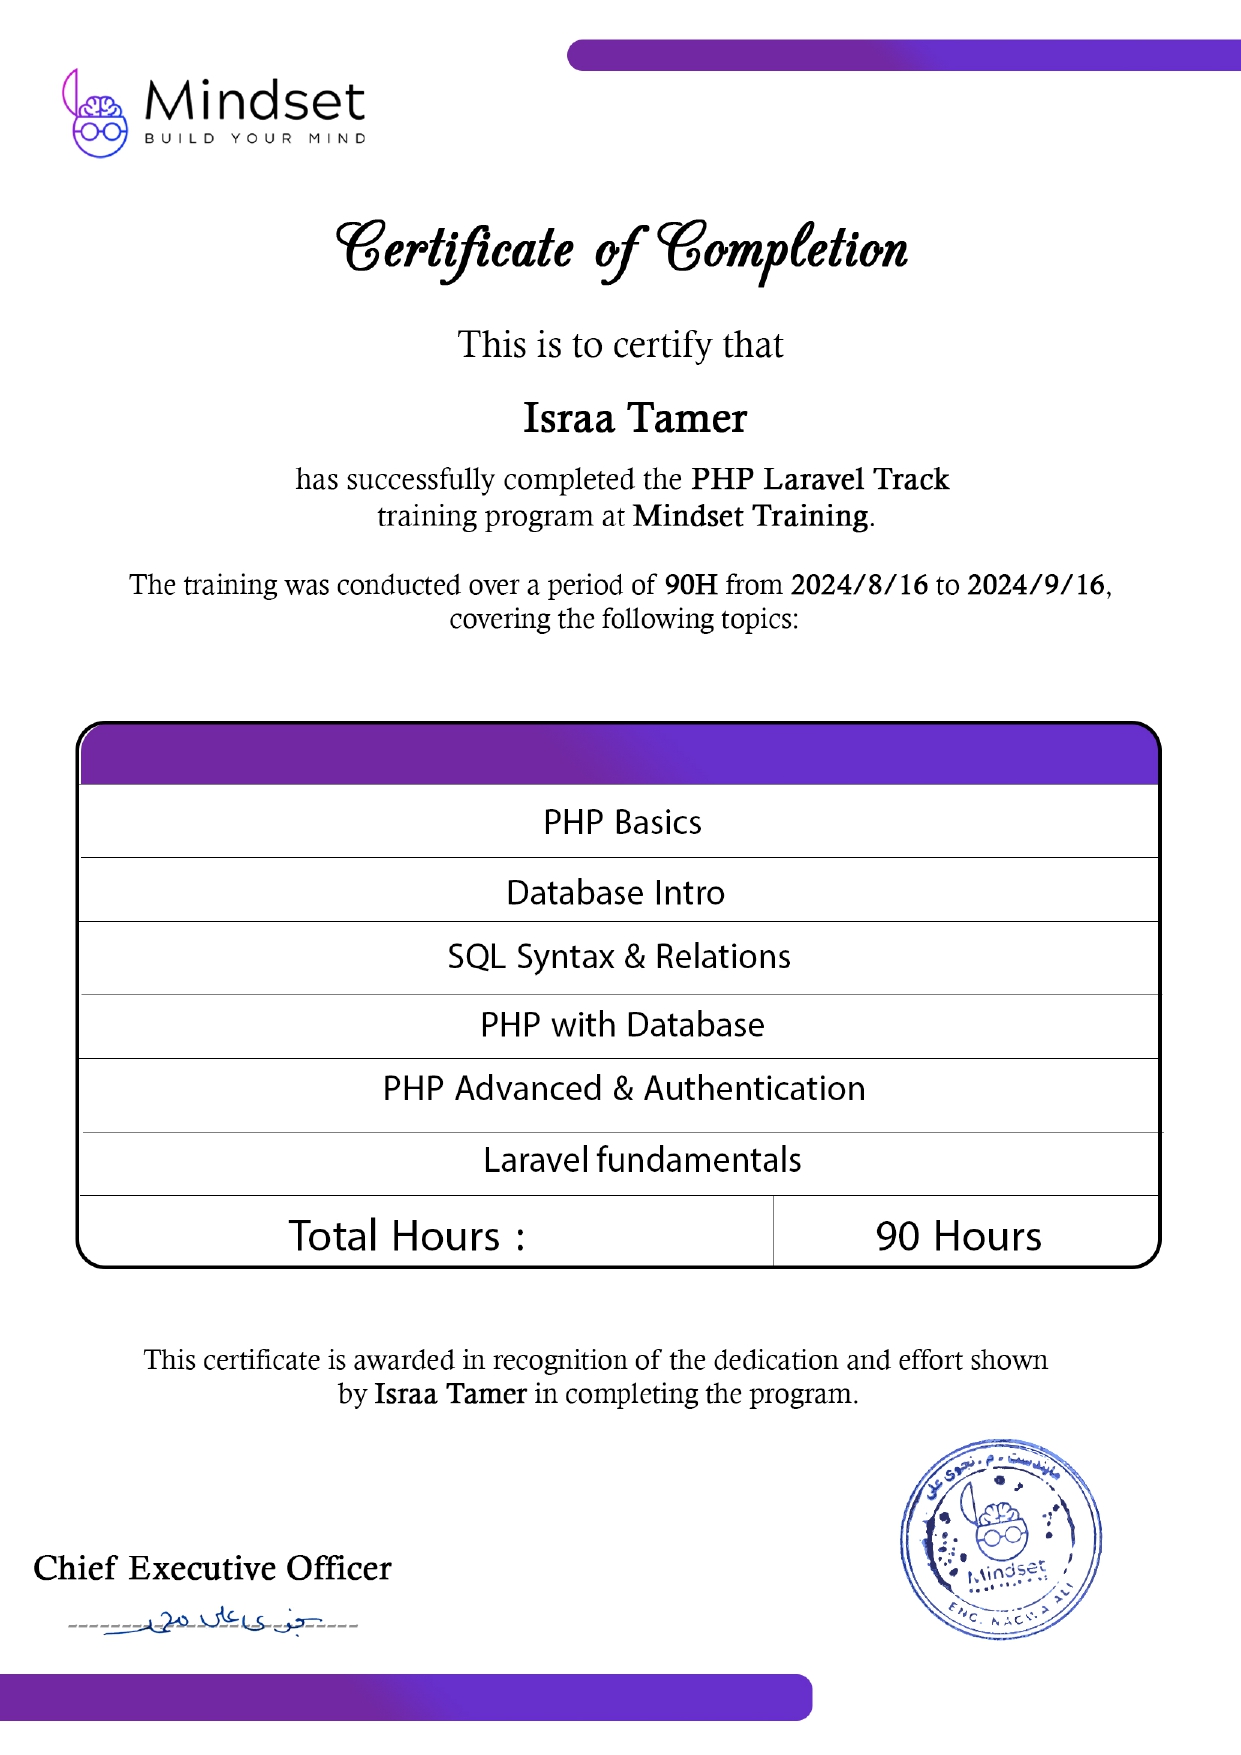 Mindset
BUILD YOUR MIND
Certificate of Completion
This is to certify that
Israa Tamer
has successfully completed the PHP Laravel Track
training program at Mindset Training.
The training was conducted over a period of 90H from 2024/8/16 to 2024/9/16,
covering the following topics:
PHP Basics
Database Intro
SQL Syntax & Relations
PHP with Database
PHP Advanced & Authentication
Laravel fundamentals
Total Hours : 90 Hours
This certificate is awarded in recognition of the dedication and effort shown
by Israa Tamer in completing the program.
مايندست . م . نجوى على
Mindset
ENG. NAGWA ALI
Chief Executive Officer